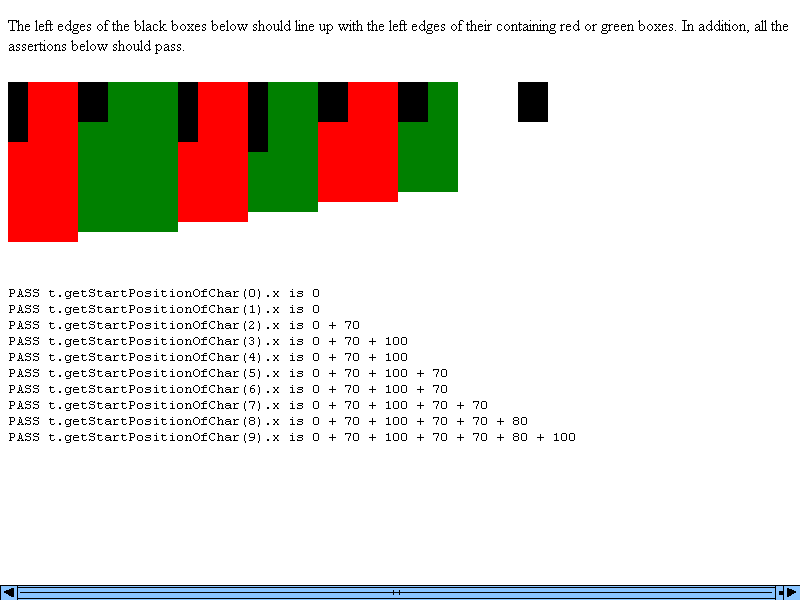 The left edges of the black boxes below should line up with the left edges of their containing red or green boxes. In addition, all the
assertions below should pass.
PASS t.getStartPositionOfChar(0).x is 0
PASS t.getStartPositionOfChar(1).x is 0
PASS t.getStartPositionOfChar(2).x is 0 + 70
PASS t.getStartPositionOfChar(3).x is 0 + 70 + 100
PASS t.getStartPositionOfChar(4).x is 0 + 70 + 100
PASS t.getStartPositionOfChar(5).x is 0 + 70 + 100 + 70
PASS t.getStartPositionOfChar(6).x is 0 + 70 + 100 + 70
PASS t.getStartPositionOfChar(7).x is 0 + 70 + 100 + 70 + 70
PASS t.getStartPositionOfChar(8).x is 0 + 70 + 100 + 70 + 70 + 80
PASS t.getStartPositionOfChar(9).x is 0 + 70 + 100 + 70 + 70 + 80 + 100